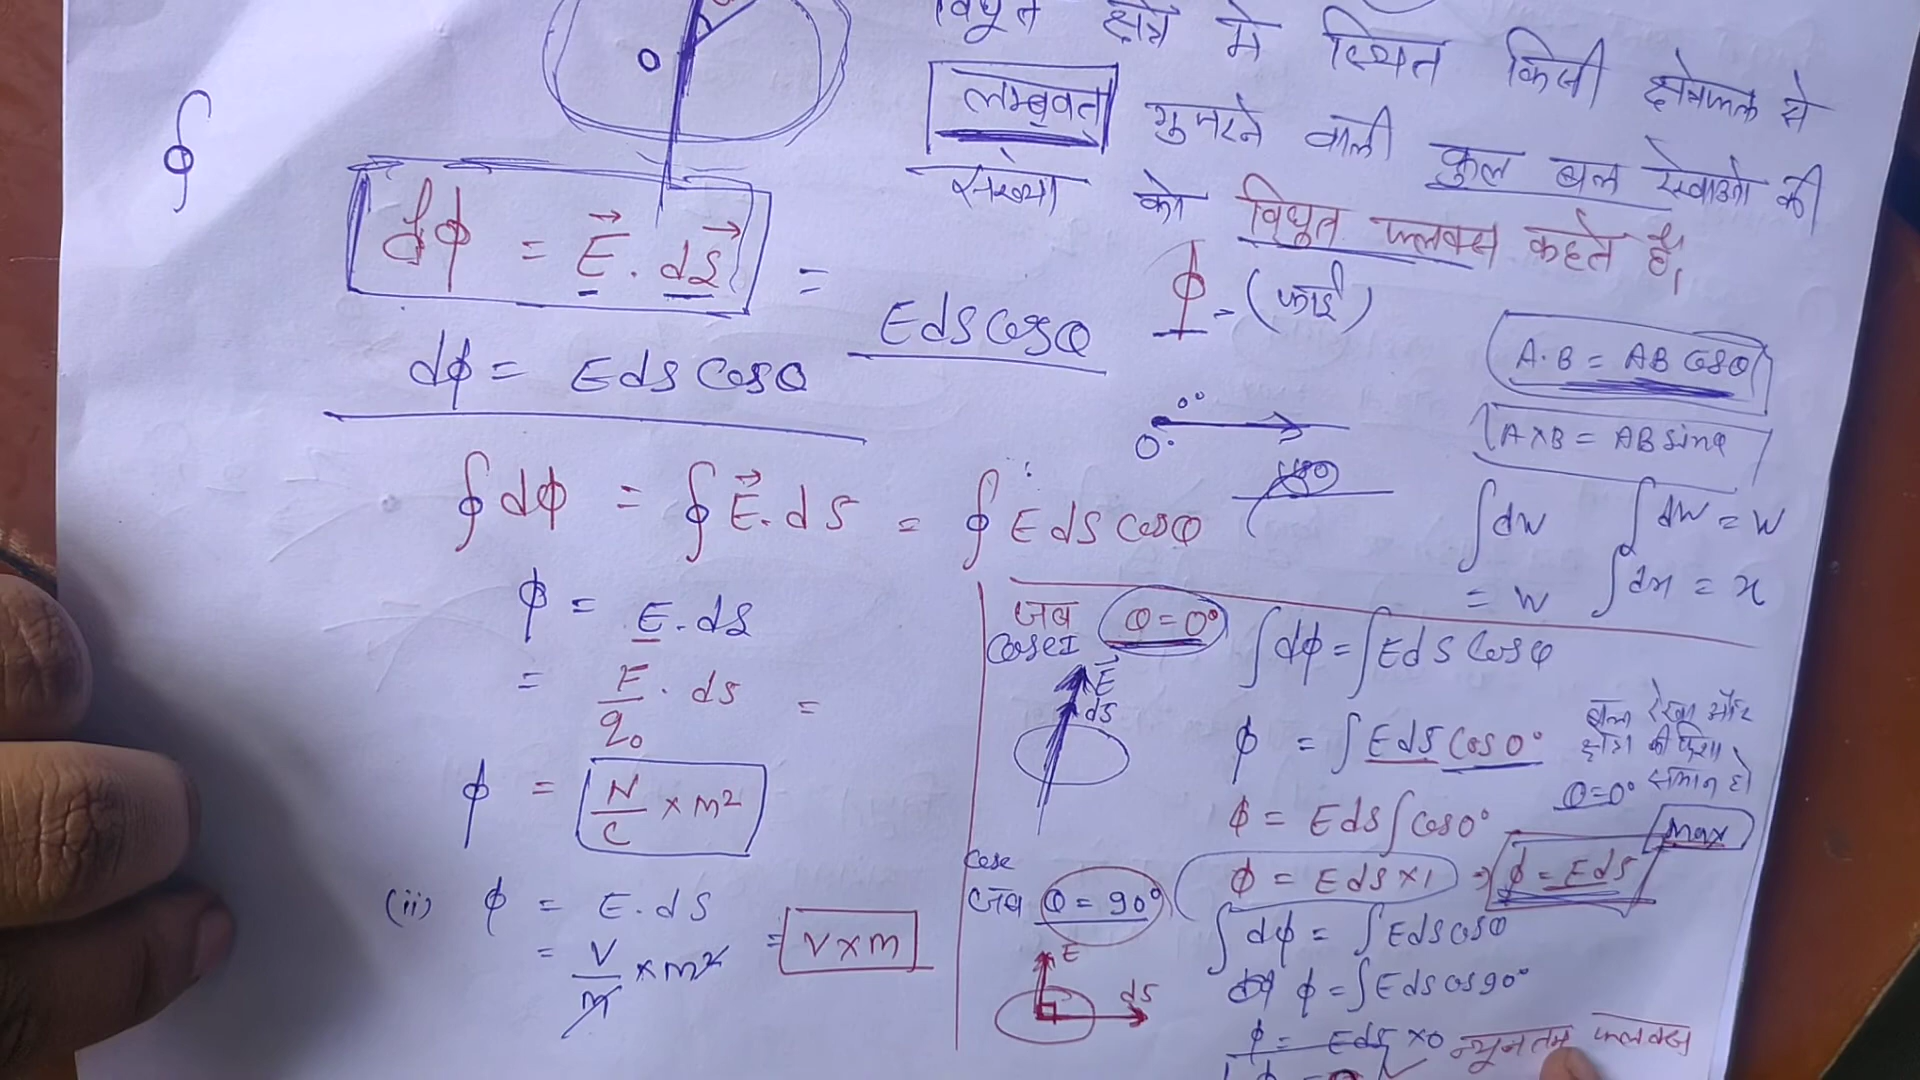 विधुत क्षेत्र मे स्थित किसी क्षेत्रफल से
लम्बवत् गुजरने वाली कुल बल रेखाओ की
संख्या को विधुत फ्लक्स कहते है।
O
∮
dϕ = E⃗ . dS⃗ = EdS Cosθ
ϕ = (फाई)
dϕ = EdS Cosθ
A.B = AB Cosθ
A×B = AB Sinθ
0°
0°
∮dϕ = ∮E⃗.dS = ∮EdS cosθ
∫dw = w
∫dw = w
∫dx = x
ϕ = E.dS
= F/q₀ . dS =
ϕ = N/C × m²
(ii) ϕ = E.dS
= V/m × m² = V×m
जब θ=0°
Case I
E⃗
dS
∫dϕ = ∫EdS Cosθ
ϕ = ∫EdS Cos0°
बल रेखा और
क्षेत्र की दिशा
समान हो
θ=0°
ϕ = EdS∫Cos0°
Max
ϕ = EdS×1 ⇒ ϕ = EdS
Case
जब θ = 90°
E
dS
∫dϕ = ∫EdS cosθ
ϕ = ∫EdS cos90°
ϕ = EdS ×0 न्यूनतम फ्लक्स